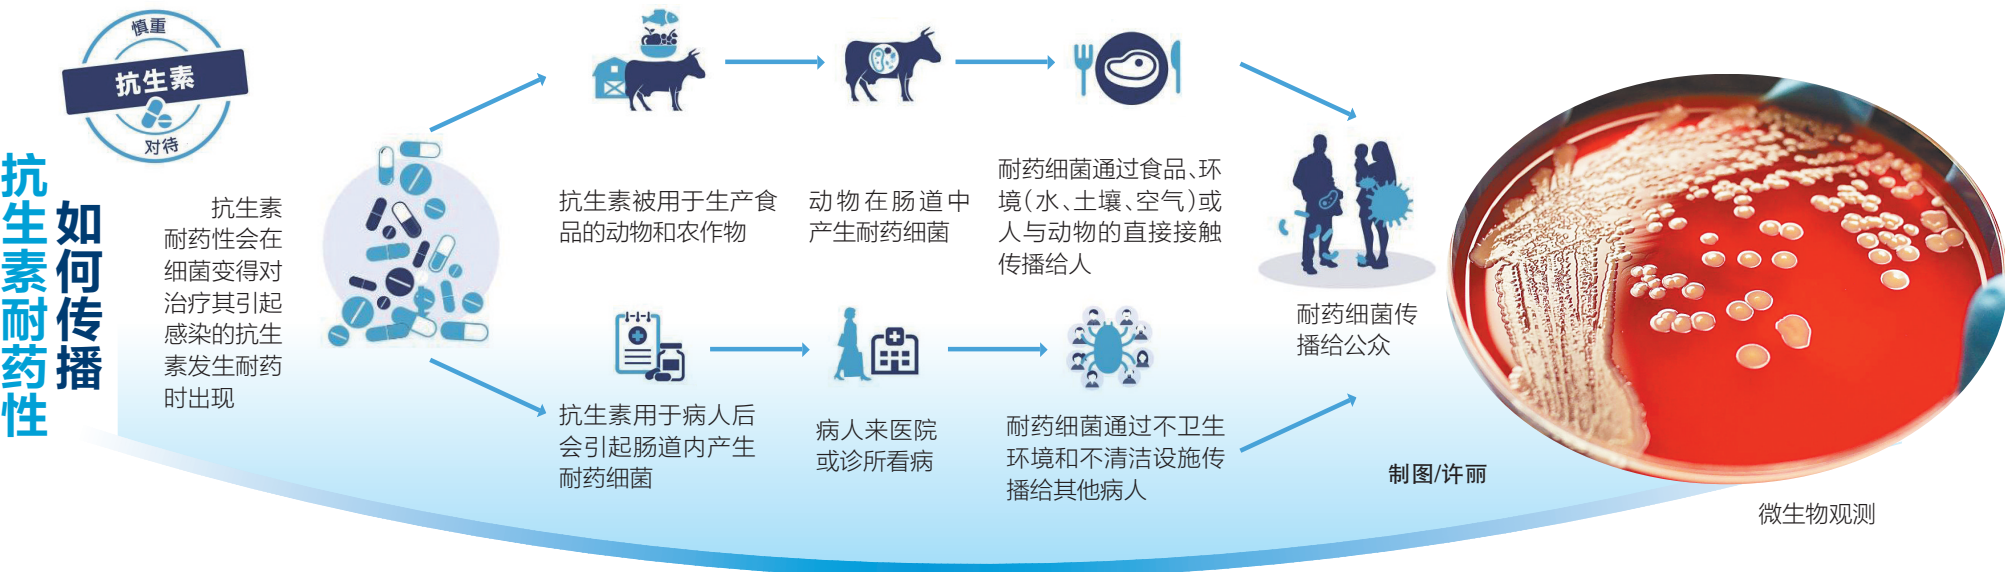 慎重
抗生素
对待
抗生素耐药性
如何传播
抗生素
耐药性会在
细菌变得对
治疗其引起
感染的抗生
素发生耐药
时出现
抗生素被用于生产食
品的动物和农作物
动物在肠道中
产生耐药细菌
耐药细菌通过食品、环
境(水、土壤、空气)或
人与动物的直接接触
传播给人
抗生素用于病人后
会引起肠道内产生
耐药细菌
病人来医院
或诊所看病
耐药细菌通过不卫生
环境和不清洁设施传
播给其他病人
耐药细菌传
播给公众
制图/许丽
微生物观测